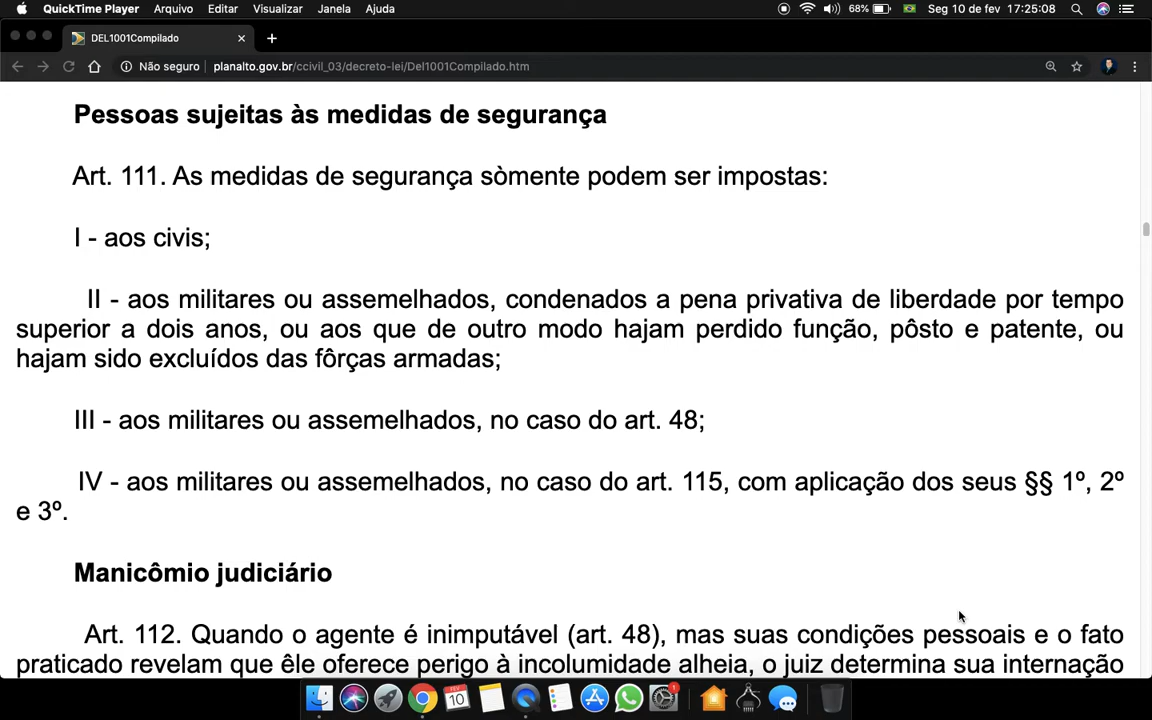 QuickTime Player Arquivo Editar Visualizar Janela Ajuda 68% Seg 10 de fev 17:25:08
DEL1001Compilado
Não seguro planalto.gov.br/ccivil_03/decreto-lei/Del1001Compilado.htm
Pessoas sujeitas às medidas de segurança
Art. 111. As medidas de segurança sòmente podem ser impostas:
I - aos civis;
II - aos militares ou assemelhados, condenados a pena privativa de liberdade por tempo
superior a dois anos, ou aos que de outro modo hajam perdido função, pôsto e patente, ou
hajam sido excluídos das fôrças armadas;
III - aos militares ou assemelhados, no caso do art. 48;
IV - aos militares ou assemelhados, no caso do art. 115, com aplicação dos seus §§ 1º, 2º
e 3º.
Manicômio judiciário
Art. 112. Quando o agente é inimputável (art. 48), mas suas condições pessoais e o fato
praticado revelam que êle oferece perigo à incolumidade alheia, o juiz determina sua internação
FEV
10
1